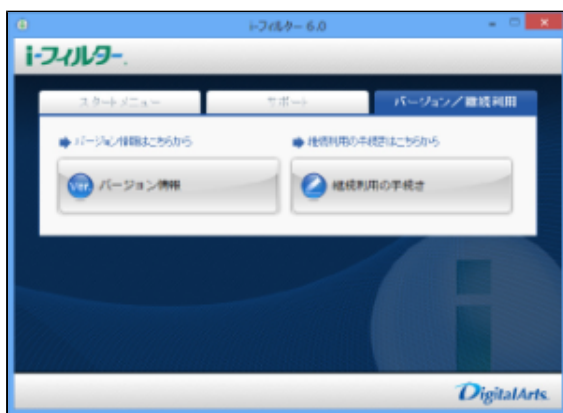 i-フィルター 6.0
i-フィルター
スタートメニュー
サポート
バージョン／継続利用
バージョン情報はこちらから
継続利用の手続きはこちらから
Ver.
バージョン情報
継続利用の手続き
DigitalArts.